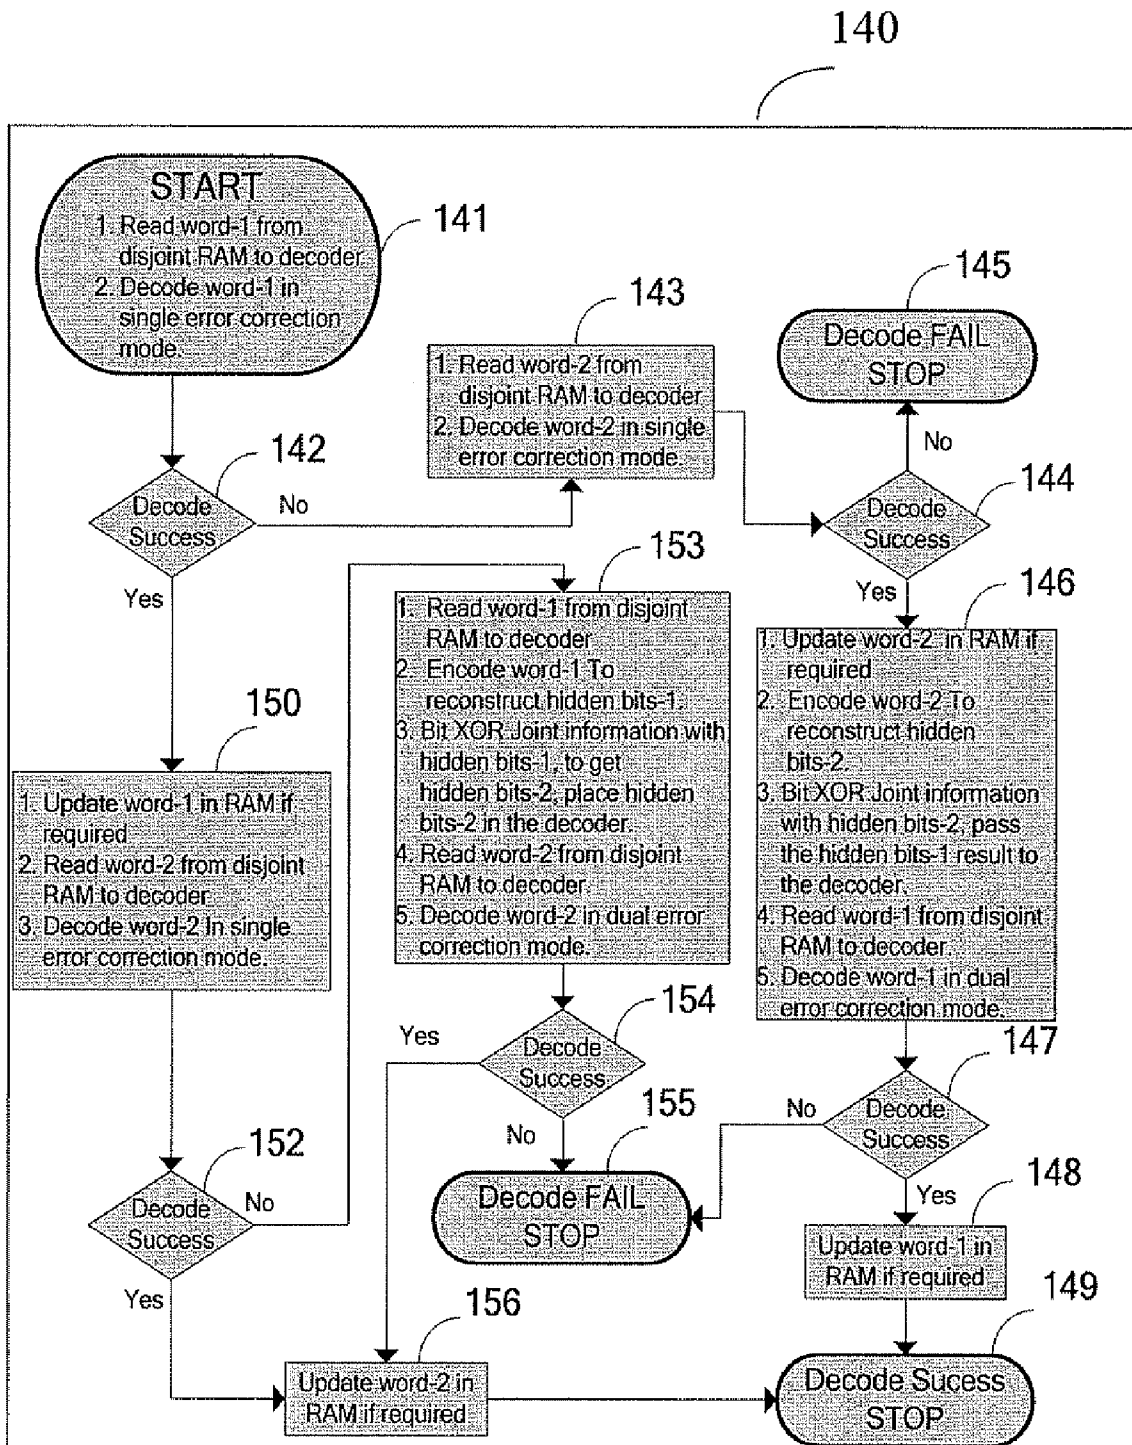 140
START
1. Read word-1 from
disjoint RAM to decoder
2. Decode word-1 in
single error correction
mode.
141
142
Decode
Success
No
Yes
143
1. Read word-2 from
disjoint RAM to decoder
2. Decode word-2 in single
error correction mode.
145
Decode FAIL
STOP
No
144
Decode
Success
Yes
146
1. Update word-2 in RAM if
required
2. Encode word-2 To
reconstruct hidden
bits-2
3. Bit XOR Joint information
with hidden bits-2, pass
the hidden bits-1 result to
the decoder.
4. Read word-1 from disjoint
RAM to decoder.
5. Decode word-1 in dual
error correction mode.
153
1. Read word-1 from disjoint
RAM to decoder
2. Encode word-1 To
reconstruct hidden bits-1.
3. Bit XOR Joint information with
hidden bits-1, to get
hidden bits-2, place hidden
bits-2 in the decoder.
4. Read word-2 from disjoint
RAM to decoder.
5. Decode word-2 in dual error
correction mode.
150
1. Update word-1 in RAM if
required
2. Read word-2 from disjoint
RAM to decoder
3. Decode word-2 In single
error correction mode.
154
Decode
Success
Yes
No
147
Decode
Success
No
Yes
155
Decode FAIL
STOP
152
Decode
Success
No
Yes
148
Update word-1 in
RAM if required
156
Update word-2 in
RAM if required
149
Decode Sucess
STOP